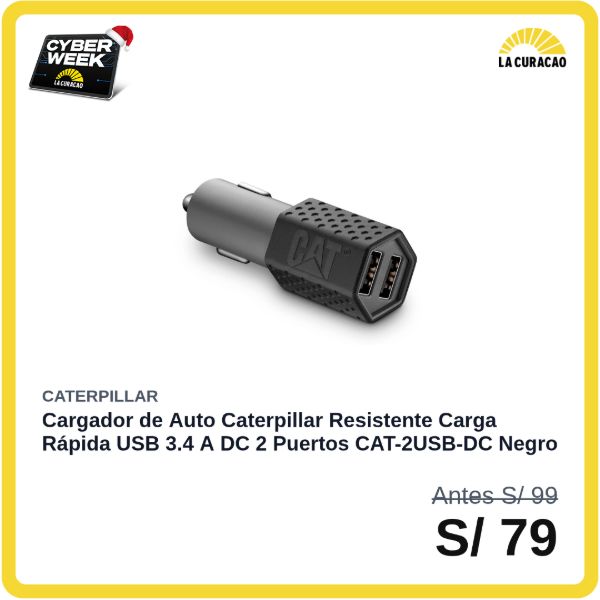 CYBER
WEEK
LA CURACAO
LA CURACAO
CAT
CATERPILLAR
Cargador de Auto Caterpillar Resistente Carga
Rápida USB 3.4 A DC 2 Puertos CAT-2USB-DC Negro
Antes S/ 99
S/ 79